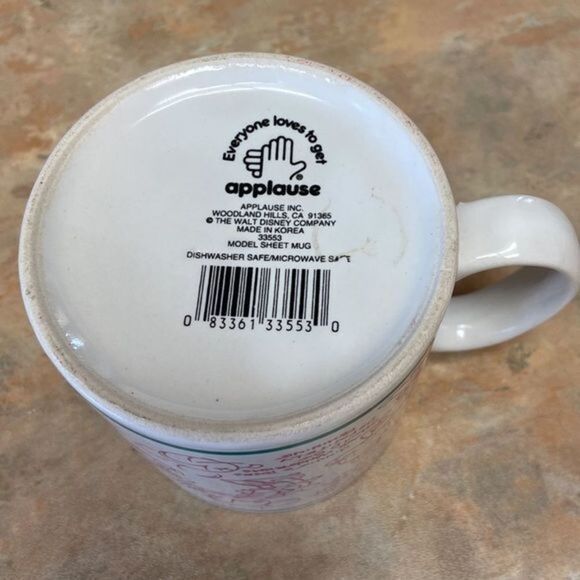 Everyone loves to get
applause
APPLAUSE INC.
WOODLAND HILLS, CA 91365
© THE WALT DISNEY COMPANY
MADE IN KOREA
33553
MODEL SHEET MUG
DISHWASHER SAFE/MICROWAVE SAFE
0 83361 33553 0